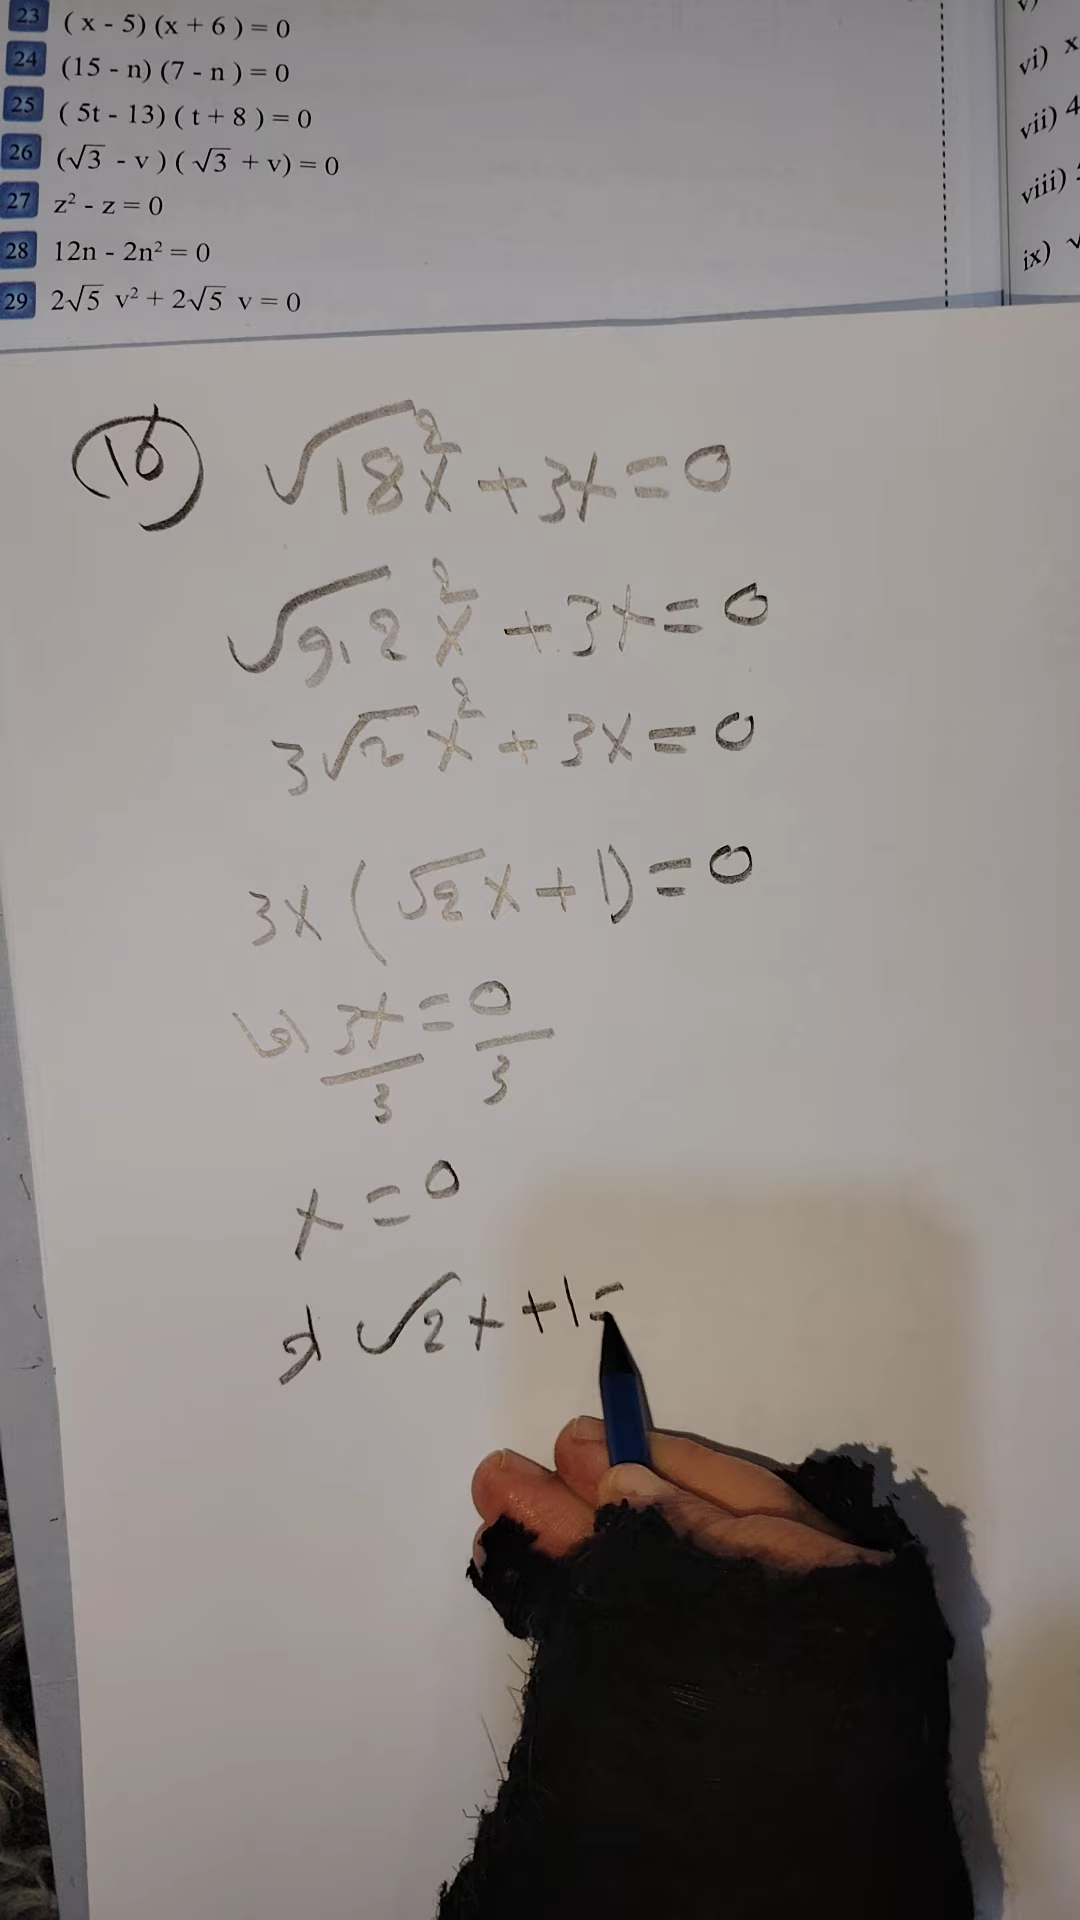 23 ( x - 5) (x + 6 ) = 0
24 (15 - n) (7 - n ) = 0
25 ( 5t - 13) ( t + 8 ) = 0
26 (√3 - v ) ( √3 + v) = 0
27 z² - z = 0
28 12n - 2n² = 0
29 2√5 v² + 2√5 v = 0
vi) x
vii) 4
viii)
ix) √
16 √18 x² + 3x = 0
√9.2 x² + 3x = 0
3√2 x² + 3x = 0
3x (√2 x + 1) = 0
3x/3 = 0/3
x = 0
√2 x + 1 =